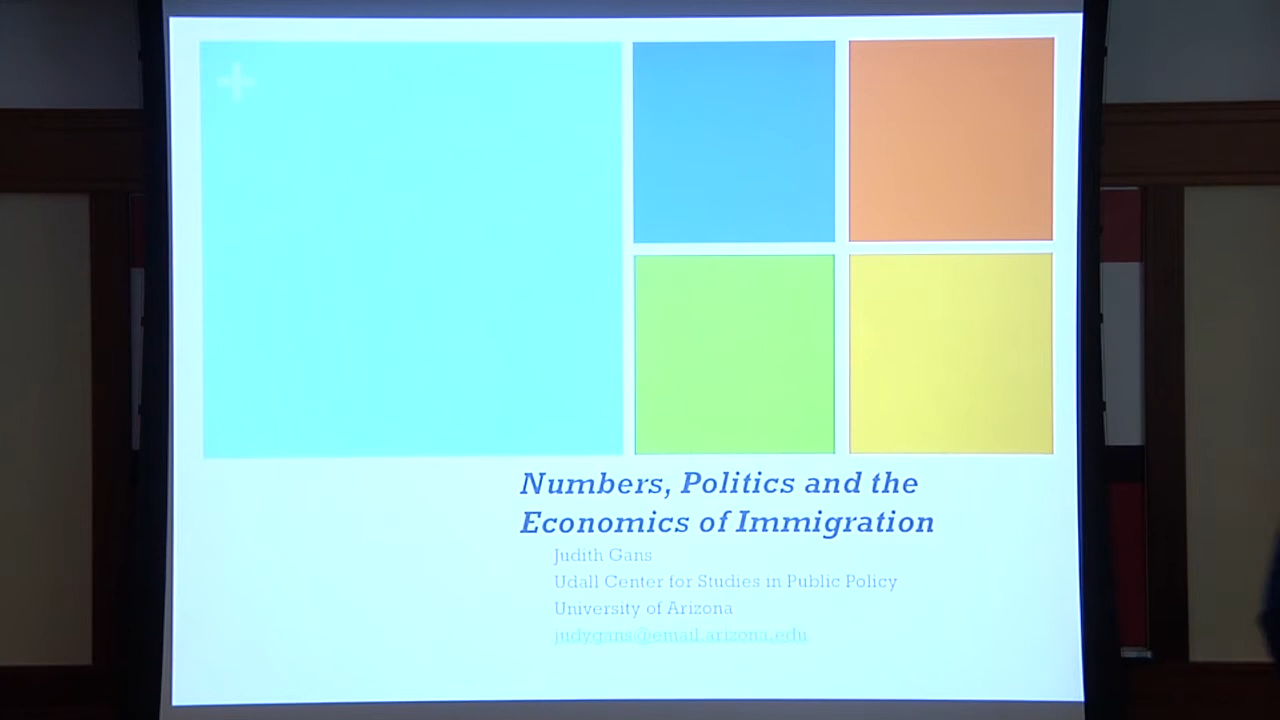 +
Numbers, Politics and the
Economics of Immigration
Judith Gans
Udall Center for Studies in Public Policy
University of Arizona
judygans@email.arizona.edu